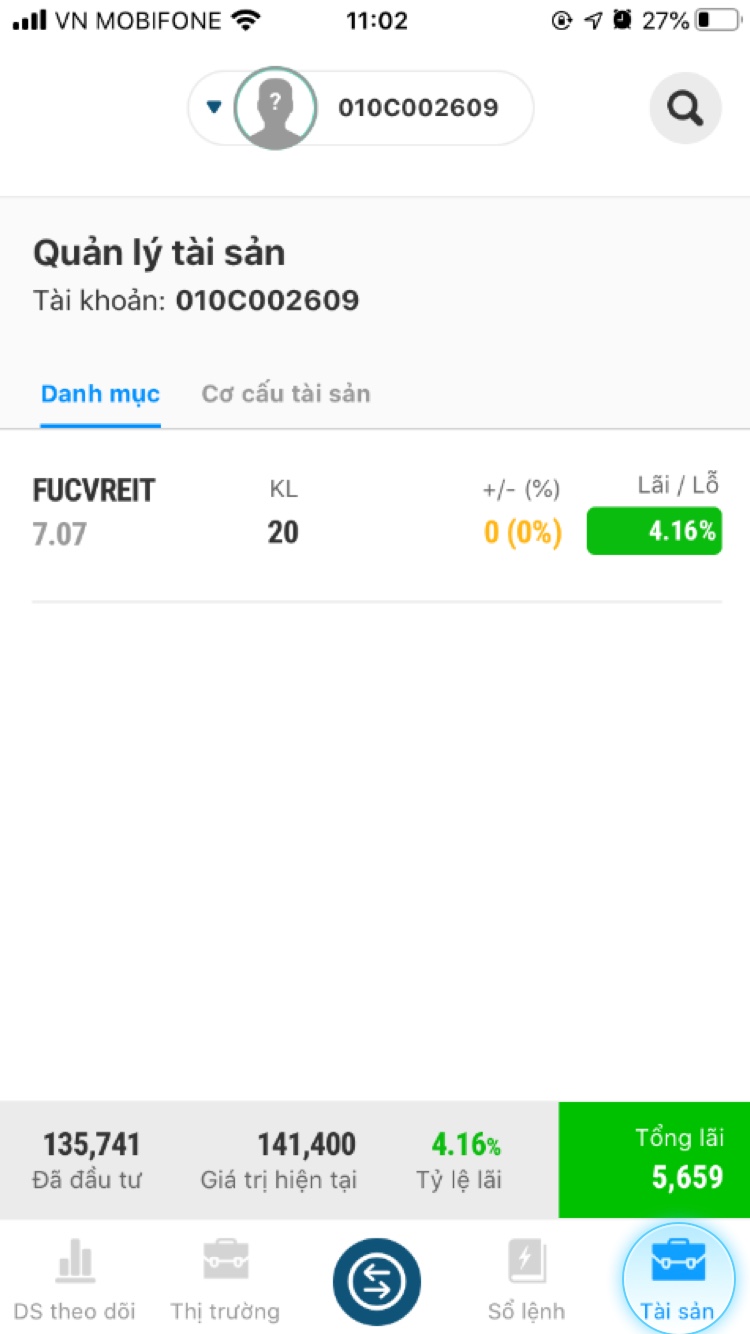 VN MOBIFONE 11:02 27%
? 010C002609
Quản lý tài sản
Tài khoản: 010C002609
Danh mục Cơ cấu tài sản
FUCVREIT KL +/- (%) Lãi / Lỗ
7.07 20 0 (0%) 4.16%
135,741 141,400 4.16% Tổng lãi
Đã đầu tư Giá trị hiện tại Tỷ lệ lãi 5,659
DS theo dõi Thị trường Sổ lệnh Tài sản